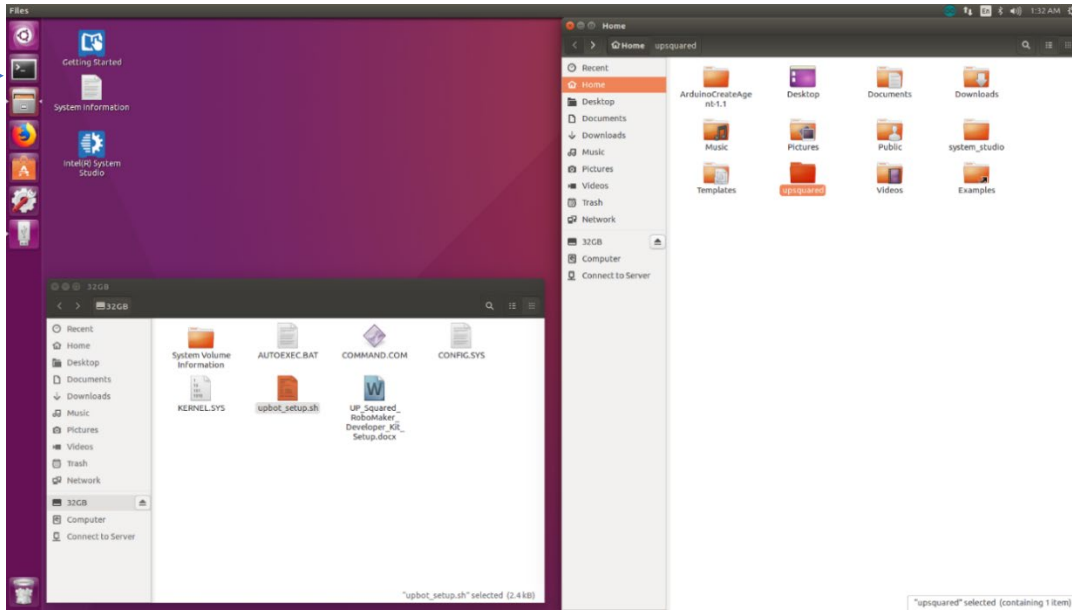 Files
En
1:32 AM
Getting Started
System Information
Intel(R) System
Studio
Home
Home
upsquared
Recent
Home
Desktop
Documents
Downloads
Music
Pictures
Videos
Trash
Network
32GB
Computer
Connect to Server
ArduinoCreateAge
nt-1.1
Desktop
Documents
Downloads
Music
Pictures
Public
system_studio
Templates
upsquared
Videos
Examples
"upsquared" selected (containing 1 item)
32GB
32GB
Recent
Home
Desktop
Documents
Downloads
Music
Pictures
Videos
Trash
Network
32GB
Computer
Connect to Server
System Volume
Information
AUTOEXEC.BAT
COMMAND.COM
CONFIG.SYS
KERNEL.SYS
upbot_setup.sh
W
UP_Squared_
RoboMaker_
Developer_Kit_
Setup.docx
"upbot_setup.sh" selected (2.4 kB)